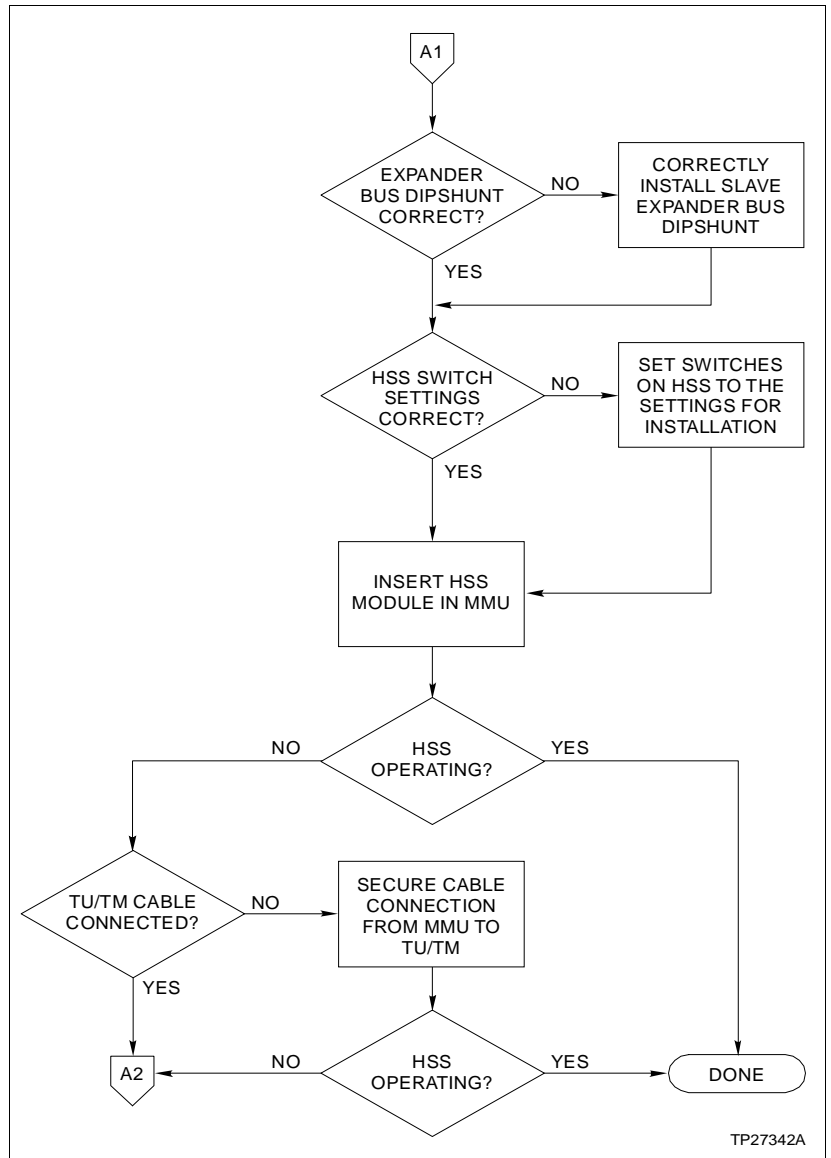 A1
EXPANDER
BUS DIPSHUNT
CORRECT?
NO
CORRECTLY
INSTALL SLAVE
EXPANDER BUS
DIPSHUNT
YES
HSS SWITCH
SETTINGS
CORRECT?
NO
SET SWITCHES
ON HSS TO THE
SETTINGS FOR
INSTALLATION
YES
INSERT HSS
MODULE IN MMU
NO
HSS
OPERATING?
YES
TU/TM CABLE
CONNECTED?
NO
SECURE CABLE
CONNECTION
FROM MMU TO
TU/TM
YES
A2
NO
HSS
OPERATING?
YES
DONE
TP27342A